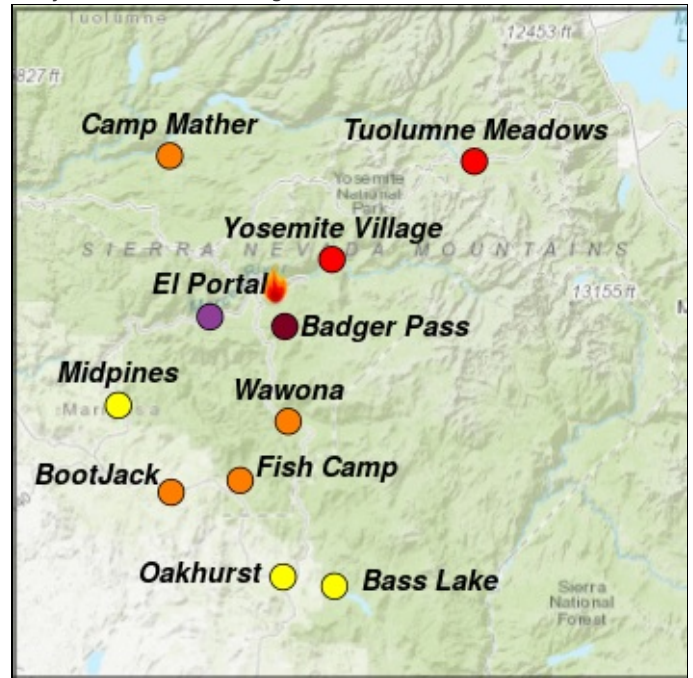 Tuolumne
12453 ft
827 ft
Camp Mather
Tuolumne Meadows
Yosemite
National
Park
Yosemite Village
SIERRA NEVADA MOUNTAINS
El Portal
13155 ft
Badger Pass
Midpines
Wawona
BootJack
Fish Camp
Oakhurst
Bass Lake
Sierra
National
Forest